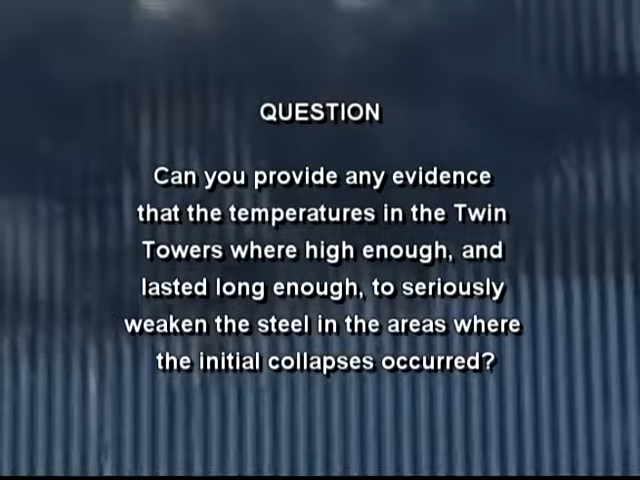 QUESTION
Can you provide any evidence
that the temperatures in the Twin
Towers where high enough, and
lasted long enough, to seriously
weaken the steel in the areas where
the initial collapses occurred?